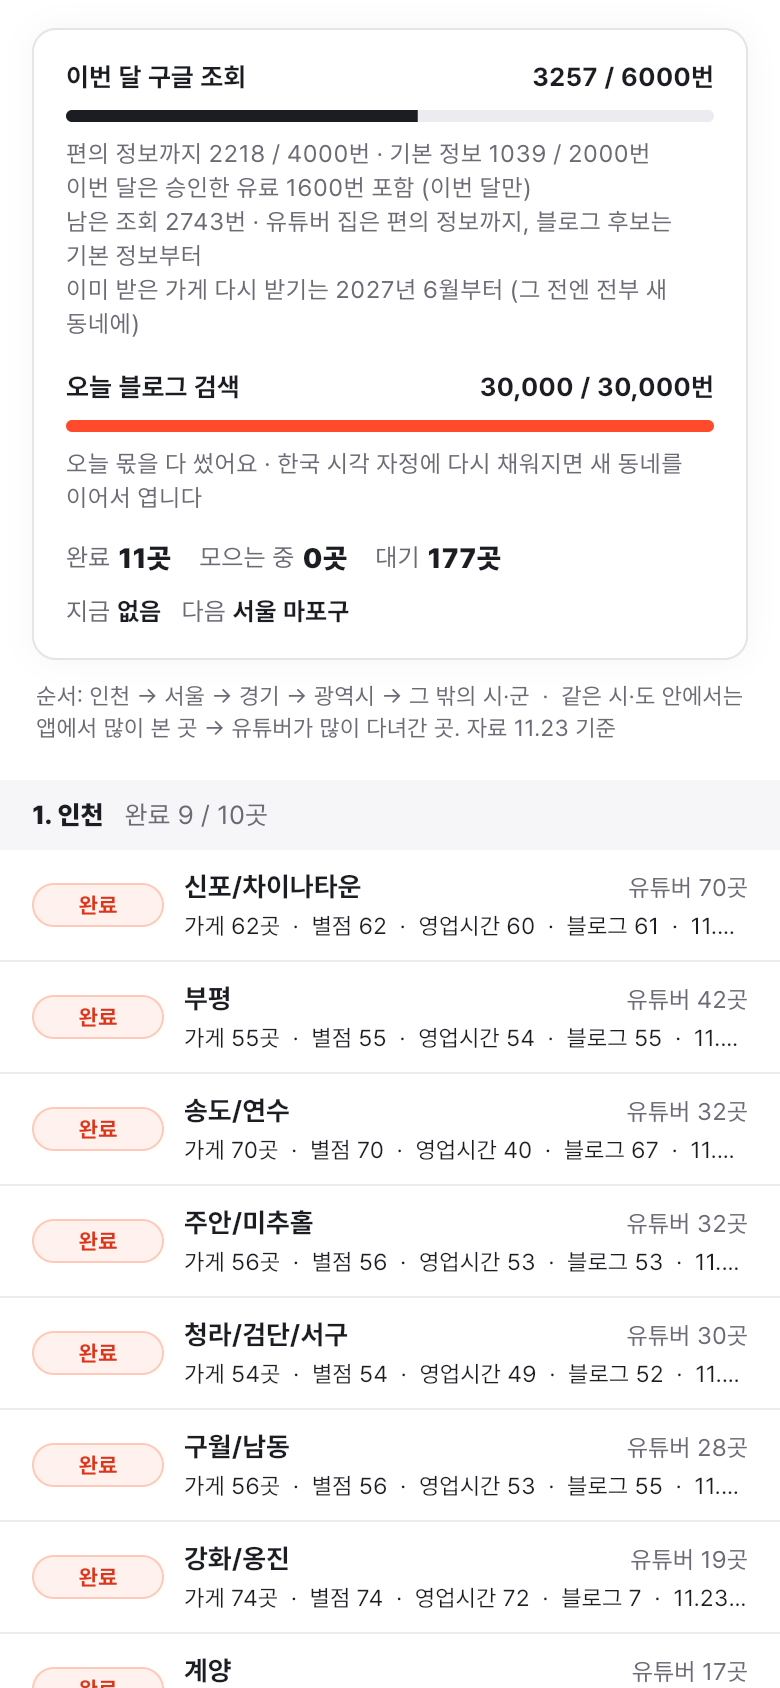 이번 달 구글 조회 3257 / 6000번
편의 정보까지 2218 / 4000번 · 기본 정보 1039 / 2000번
이번 달은 승인한 유료 1600번 포함 (이번 달만)
남은 조회 2743번 · 유튜버 집은 편의 정보까지, 블로그 후보는
기본 정보부터
이미 받은 가게 다시 받기는 2027년 6월부터 (그 전엔 전부 새
동네에)
오늘 블로그 검색 30,000 / 30,000번
오늘 몫을 다 썼어요 · 한국 시각 자정에 다시 채워지면 새 동네를
이어서 엽니다
완료 11곳 모으는 중 0곳 대기 177곳
지금 없음 다음 서울 마포구
순서: 인천 → 서울 → 경기 → 광역시 → 그 밖의 시·군 · 같은 시·도 안에서는
앱에서 많이 본 곳 → 유튜버가 많이 다녀간 곳. 자료 11.23 기준
1. 인천 완료 9 / 10곳
신포/차이나타운 유튜버 70곳
완료 가게 62곳 · 별점 62 · 영업시간 60 · 블로그 61 · 11....
부평 유튜버 42곳
완료 가게 55곳 · 별점 55 · 영업시간 54 · 블로그 55 · 11....
송도/연수 유튜버 32곳
완료 가게 70곳 · 별점 70 · 영업시간 40 · 블로그 67 · 11....
주안/미추홀 유튜버 32곳
완료 가게 56곳 · 별점 56 · 영업시간 53 · 블로그 53 · 11....
청라/검단/서구 유튜버 30곳
완료 가게 54곳 · 별점 54 · 영업시간 49 · 블로그 52 · 11....
구월/남동 유튜버 28곳
완료 가게 56곳 · 별점 56 · 영업시간 53 · 블로그 55 · 11....
강화/옹진 유튜버 19곳
완료 가게 74곳 · 별점 74 · 영업시간 72 · 블로그 7 · 11.23...
계양 유튜버 17곳
완료